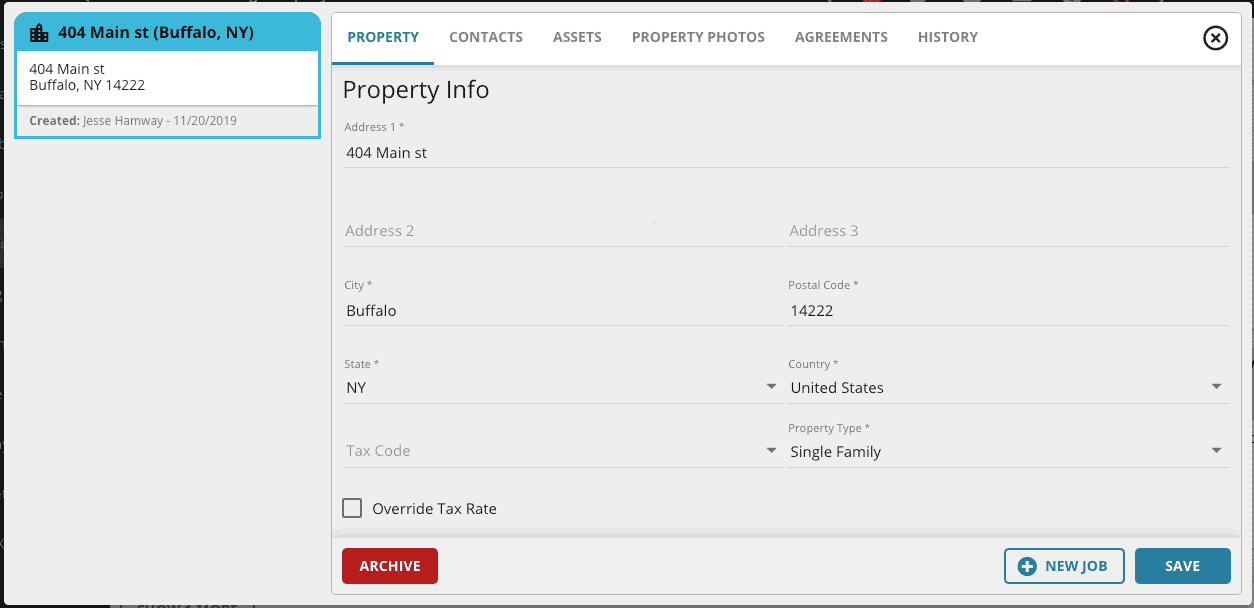 404 Main st (Buffalo, NY)
404 Main st
Buffalo, NY 14222
Created: Jesse Hamway - 11/20/2019
PROPERTY CONTACTS ASSETS PROPERTY PHOTOS AGREEMENTS HISTORY
Property Info
Address 1 *
404 Main st
Address 2 Address 3
City * Postal Code *
Buffalo 14222
State * Country *
NY United States
Property Type *
Tax Code Single Family
Override Tax Rate
ARCHIVE NEW JOB SAVE